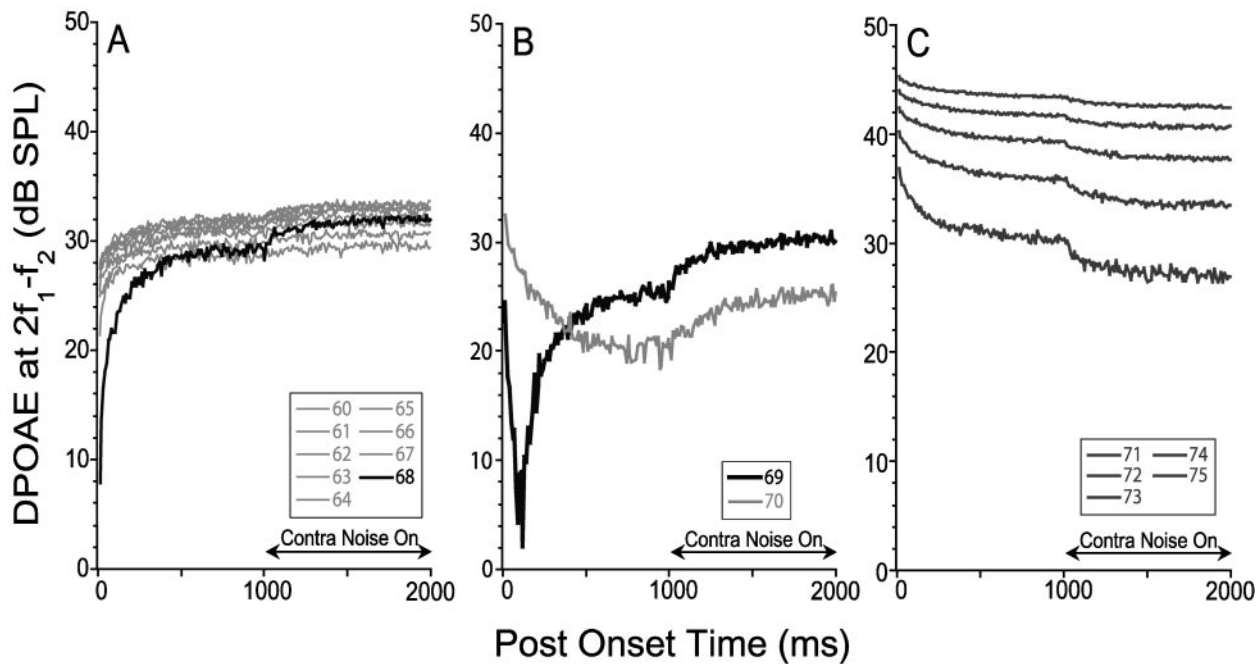 DPOAE at 2f1-f2 (dB SPL)
A
50
40
30
20
10
0
60 65
61 66
62 67
63 68
64
Contra Noise On
0 1000 2000
B
50
40
30
20
10
0
69
70
Contra Noise On
0 1000 2000
C
50
40
30
20
10
0
71 74
72 75
73
Contra Noise On
0 1000 2000
Post Onset Time (ms)